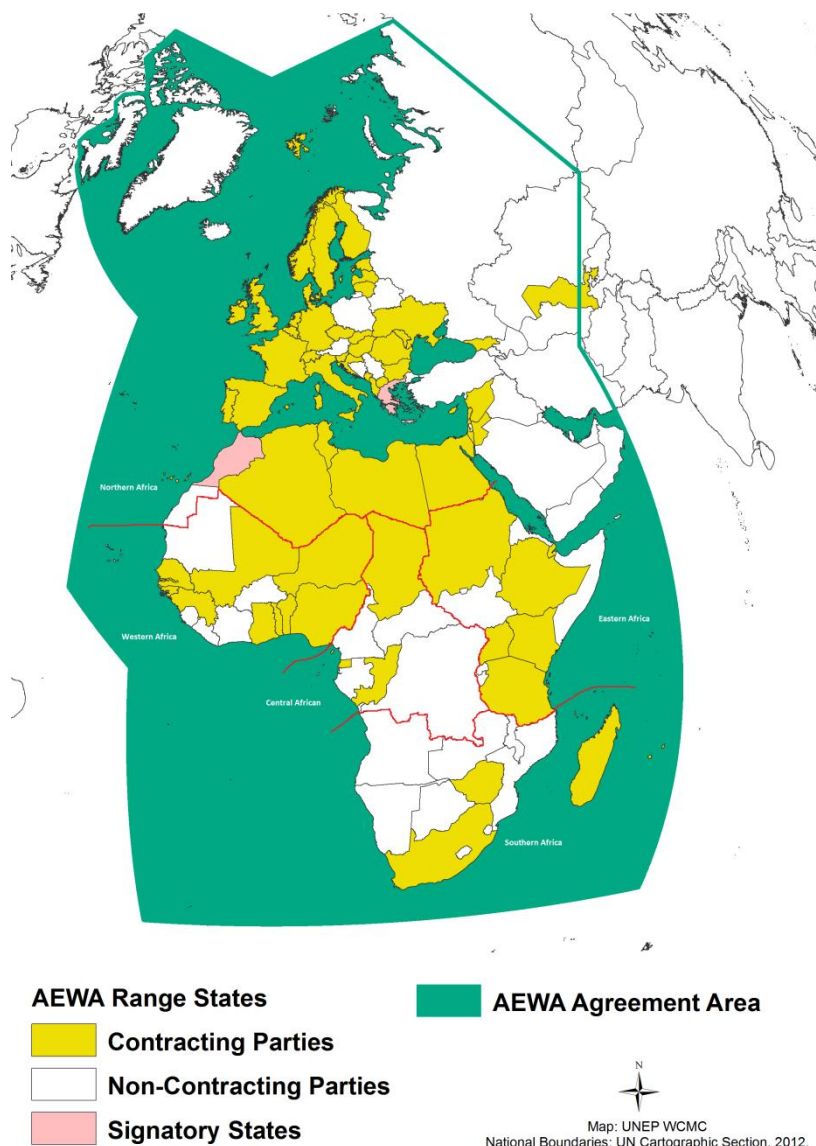 Northern Africa
Western Africa
Eastern Africa
Central African
Southern Africa
AEWA Range States
Contracting Parties
Non-Contracting Parties
Signatory States
AEWA Agreement Area
N
Map: UNEP WCMC
National Boundaries: UN Cartographic Section, 2012.